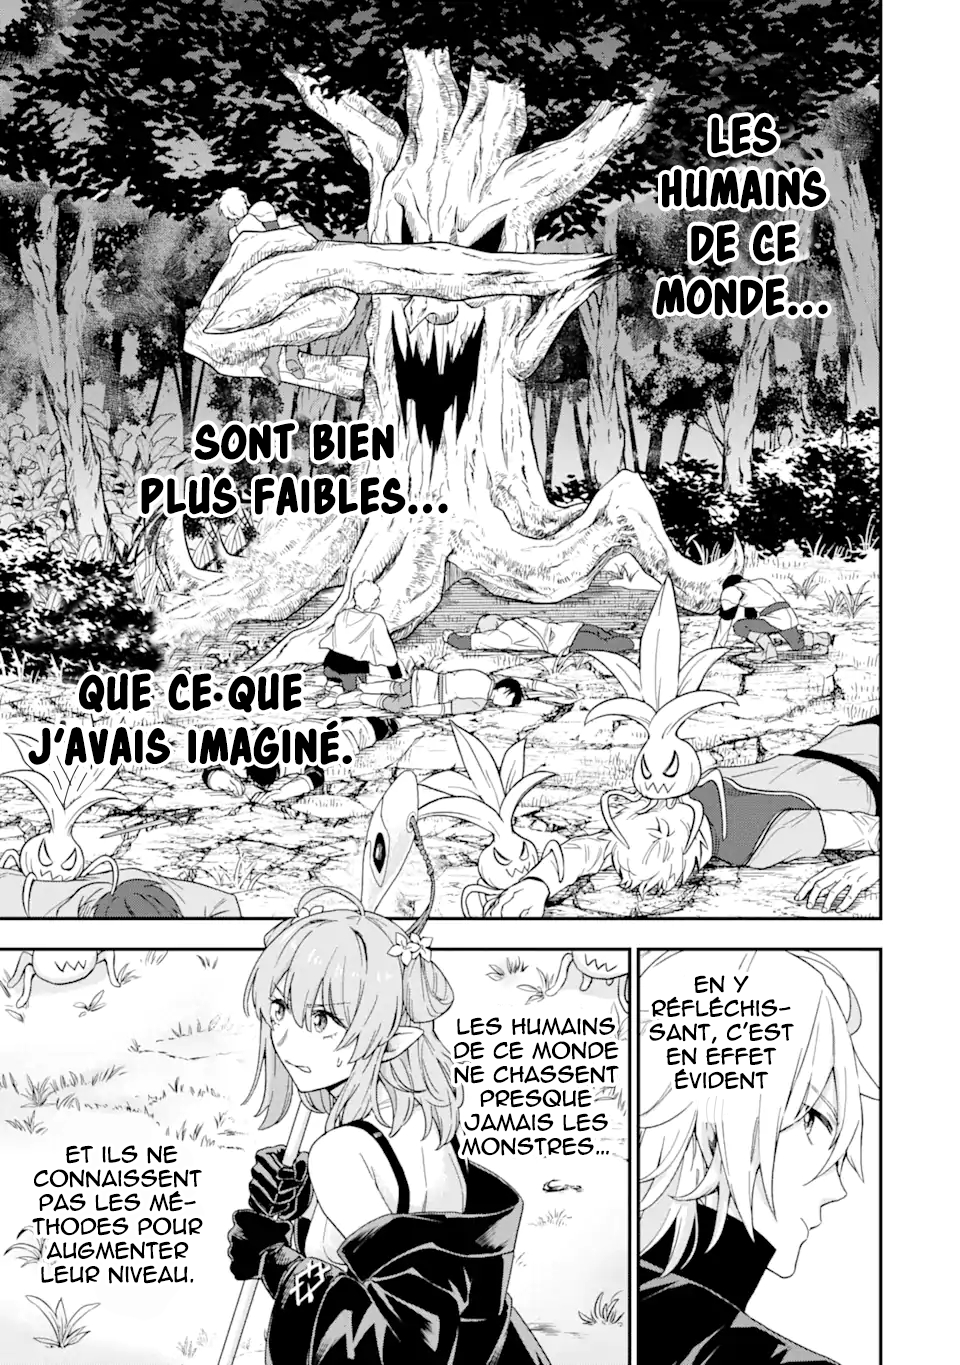 LES
HUMAINS
DE CE
MONDE...
SONT BIEN
PLUS FAIBLES...
QUE CE QUE
J'AVAIS IMAGINÉ.
EN Y
RÉFLÉCHIS-
SANT, C'EST
EN EFFET
ÉVIDENT
LES HUMAINS
DE CE MONDE
NE CHASSENT
PRESQUE
JAMAIS LES
MONSTRES...
ET ILS NE
CONNAISSENT
PAS LES MÉ-
THODES POUR
AUGMENTER
LEUR NIVEAU.